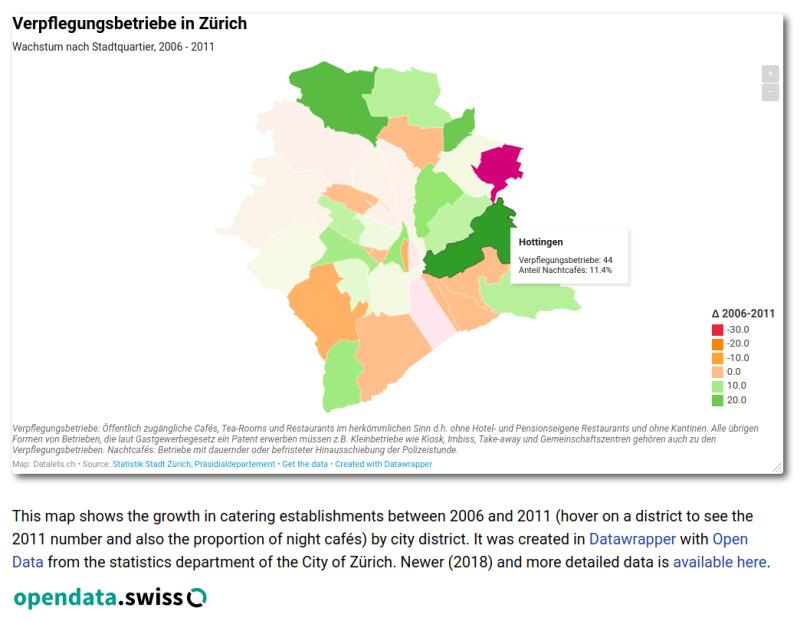 Verpflegungsbetriebe in Zürich
Wachstum nach Stadtquartier, 2006 - 2011
+
−
Hottingen
Verpflegungsbetriebe: 44
Anteil Nachtcafés: 11.4%
Δ 2006-2011
-30.0
-20.0
-10.0
0.0
10.0
20.0
Verpflegungsbetriebe: Öffentlich zugängliche Cafés, Tea-Rooms und Restaurants im herkömmlichen Sinn d.h. ohne Hotel- und Pensionseigene Restaurants und ohne Kantinen. Alle übrigen
Formen von Betrieben, die laut Gastgewerbegesetz ein Patent erwerben müssen z.B. Kleinbetriebe wie Kiosk, Imbiss, Take-away und Gemeinschaftszentren gehören auch zu den
Verpflegungsbetrieben. Nachtcafés: Betriebe mit dauernder oder befristeter Hinausschiebung der Polizeistunde.
Map: Datalets.ch • Source: Statistik Stadt Zürich, Präsidialdepartement • Get the data • Created with Datawrapper
This map shows the growth in catering establishments between 2006 and 2011 (hover on a district to see the
2011 number and also the proportion of night cafés) by city district. It was created in Datawrapper with Open
Data from the statistics department of the City of Zürich. Newer (2018) and more detailed data is available here.
opendata.swiss